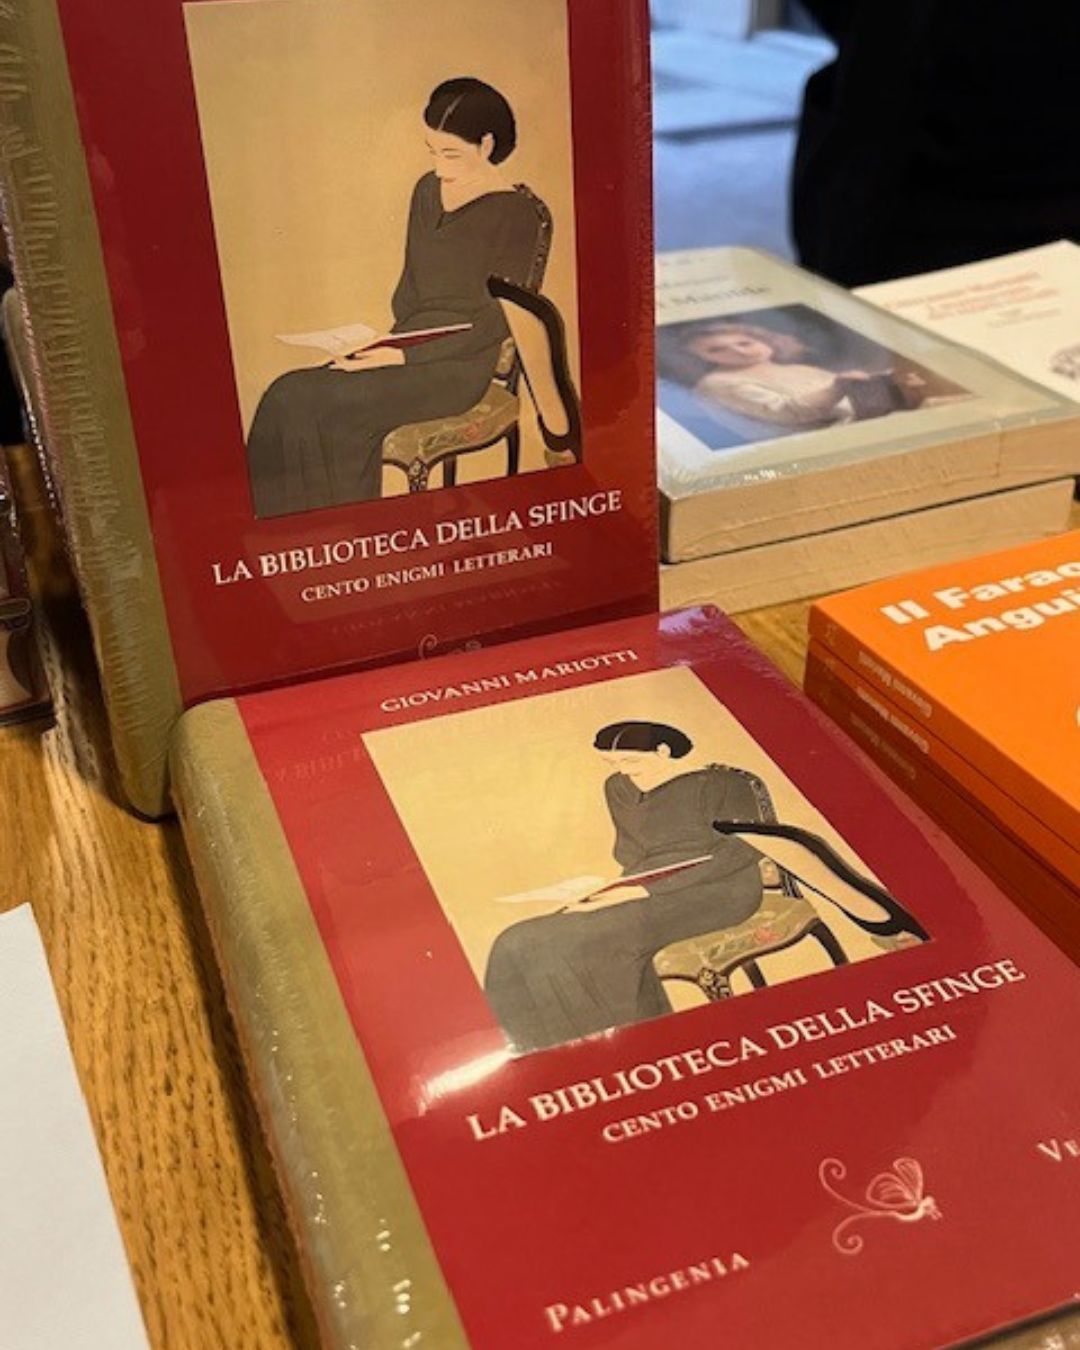 LA BIBLIOTECA DELLA SFINGE
CENTO ENIGMI LETTERARI
GIOVANNI MARIOTTI
LA BIBLIOTECA DELLA SFINGE
CENTO ENIGMI LETTERARI
PALINGENIA
VE
Il Farao
Angui